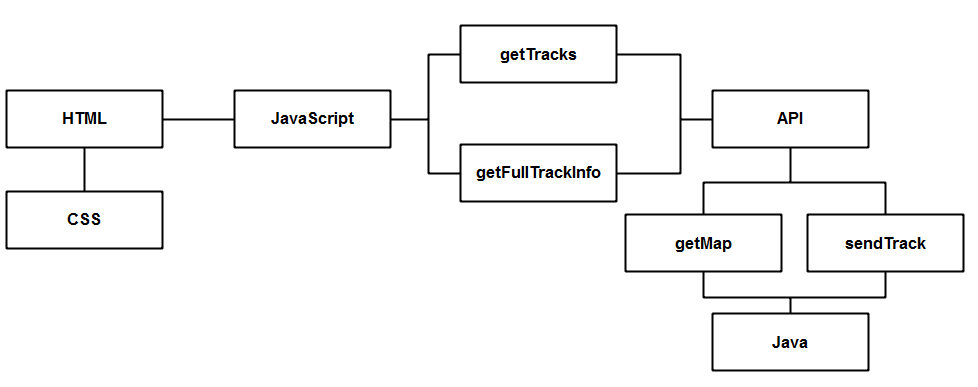 getTracks
HTML
JavaScript
API
getFullTrackInfo
CSS
getMap
sendTrack
Java